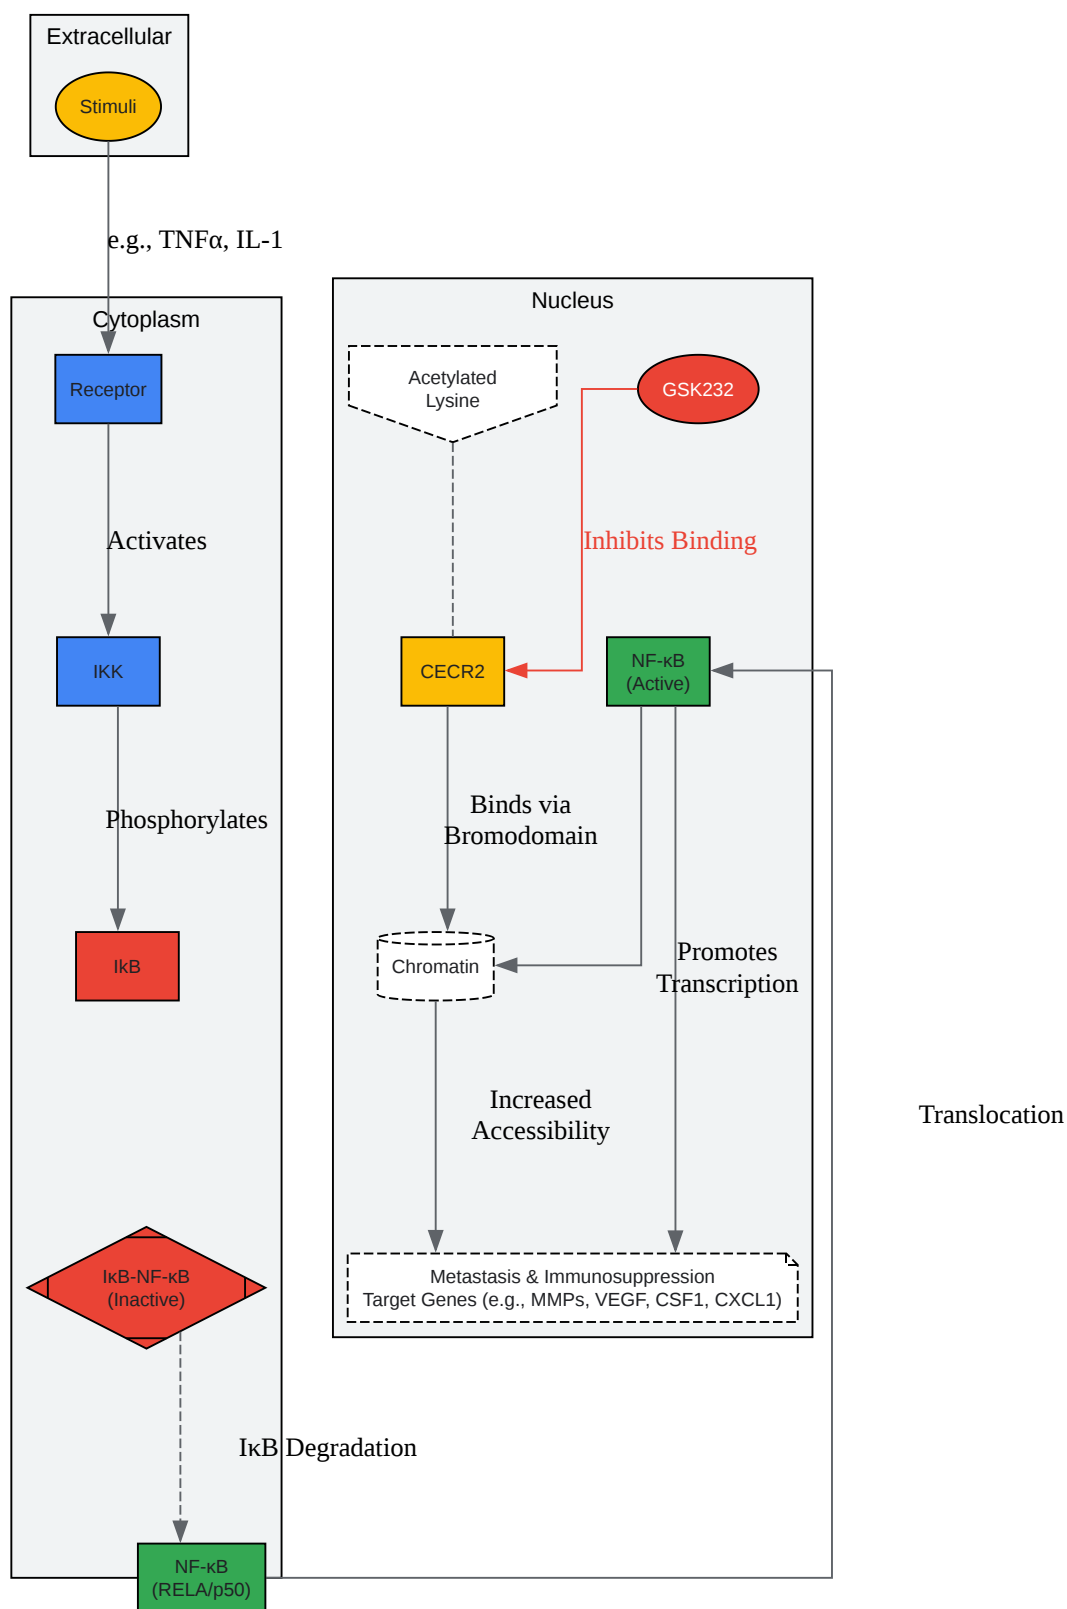 Extracellular
Stimuli
e.g., TNFα, IL-1
Cytoplasm
Receptor
Activates
IKK
Phosphorylates
IkB
IκB-NF-κB
(Inactive)
IκB Degradation
NF-κB
(RELA/p50)
Nucleus
Acetylated
Lysine
GSK232
Inhibits Binding
CECR2
NF-κB
(Active)
Binds via
Bromodomain
Chromatin
Promotes
Transcription
Increased
Accessibility
Translocation
Metastasis & Immunosuppression
Target Genes (e.g., MMPs, VEGF, CSF1, CXCL1)